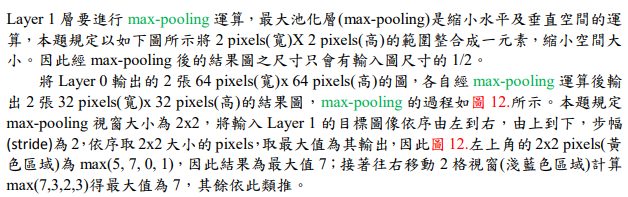 Layer 1 層要進行 max-pooling 運算，最大池化層(max-pooling)是縮小水平及垂直空間的運
算，本題規定以如下圖所示將 2 pixels(寬)X 2 pixels(高)的範圍整合成一元素，縮小空間大
小。因此經 max-pooling 後的結果圖之尺寸只會有輸入圖尺寸的 1/2。
將 Layer 0 輸出的 2 張 64 pixels(寬)x 64 pixels(高)的圖，各自經 max-pooling 運算後輸
出 2 張 32 pixels(寬)x 32 pixels(高)的結果圖，max-pooling 的過程如圖 12.所示。本題規定
max-pooling 視窗大小為 2x2，將輸入 Layer 1 的目標圖像依序由左到右，由上到下，步幅
(stride)為 2，依序取 2x2 大小的 pixels，取最大值為其輸出，因此圖 12.左上角的 2x2 pixels(黃
色區域)為 max(5, 7, 0, 1)，因此結果為最大值 7；接著往右移動 2 格視窗(淺藍色區域)計算
max(7,3,2,3)得最大值為 7，其餘依此類推。